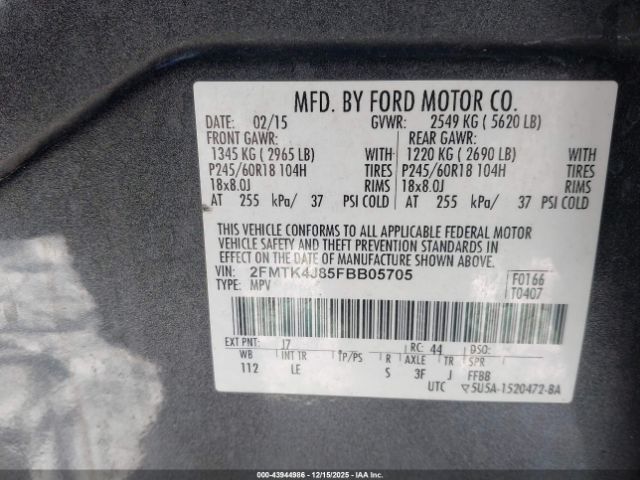 MFD. BY FORD MOTOR CO.
DATE: 02/15 GVWR: 2549 KG ( 5620 LB)
FRONT GAWR: REAR GAWR:
1345 KG ( 2965 LB) WITH 1220 KG ( 2690 LB) WITH
P245/60R18 104H TIRES P245/60R18 104H TIRES
18x8.0J RIMS 18x8.0J RIMS
AT 255 kPa/ 37 PSI COLD AT 255 kPa/ 37 PSI COLD
THIS VEHICLE CONFORMS TO ALL APPLICABLE FEDERAL MOTOR
VEHICLE SAFETY AND THEFT PREVENTION STANDARDS IN
EFFECT ON THE DATE OF MANUFACTURE SHOWN ABOVE.
VIN: 2FMTK4J85FBB05705 F0166
TYPE: MPV T0407
EXT PNT: J7 RC: 44 DSO:
WB INT TR TP/PS R AXLE TR SPR
112 LE S 3F J FFBB
UTC 5U5A-1520472-BA
© IAA 43944986 - 12/15/2025 - IAA, Inc.